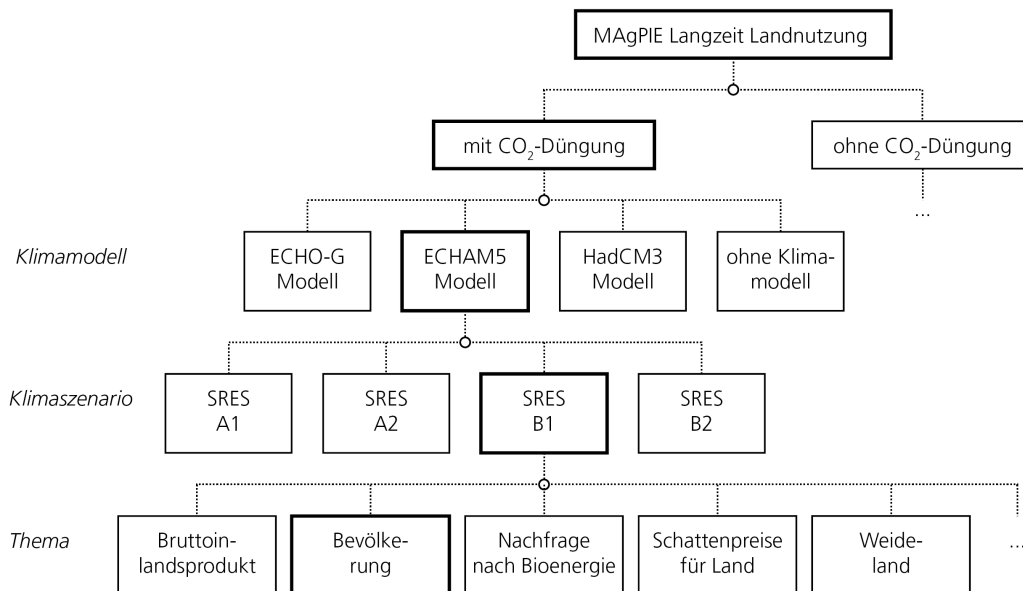 MAgPIE Langzeit Landnutzung
mit CO₂-Düngung
ohne CO₂-Düngung
...
Klimamodell
ECHO-G
Modell
ECHAM5
Modell
HadCM3
Modell
ohne Klima-
modell
Klimaszenario
SRES
A1
SRES
A2
SRES
B1
SRES
B2
Thema
Bruttoin-
landsprodukt
Bevölke-
rung
Nachfrage
nach Bioenergie
Schattenpreise
für Land
Weide-
land
...